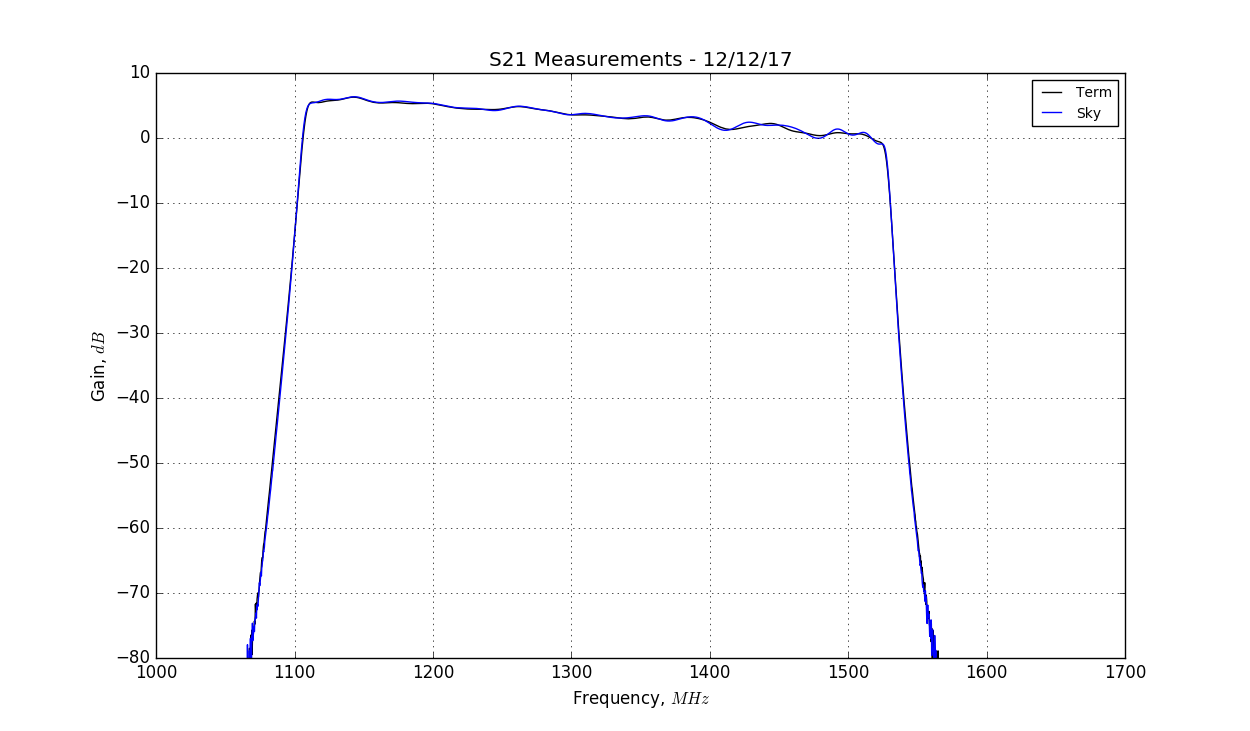 S21 Measurements - 12/12/17
Term
Sky
10
0
−10
−20
−30
−40
−50
−60
−70
−80
Gain, dB
1000 1100 1200 1300 1400 1500 1600 1700
Frequency, MHz